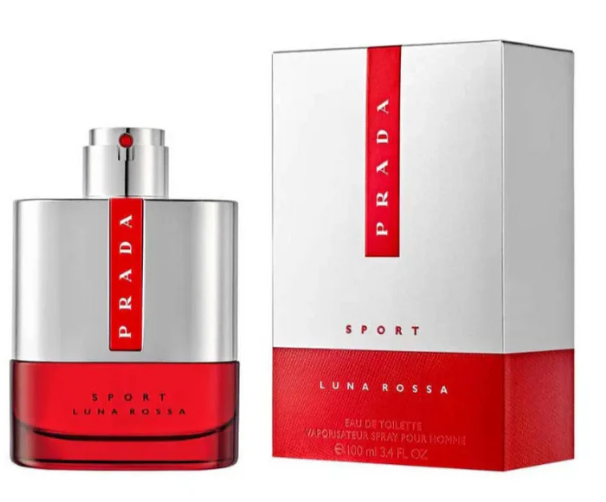 PRADA
SPORT
LUNA ROSSA
PRADA
SPORT
LUNA ROSSA
EAU DE TOILETTE
VAPORISATEUR SPRAY POUR HOMME
℮100 ml 3.4 FL. OZ